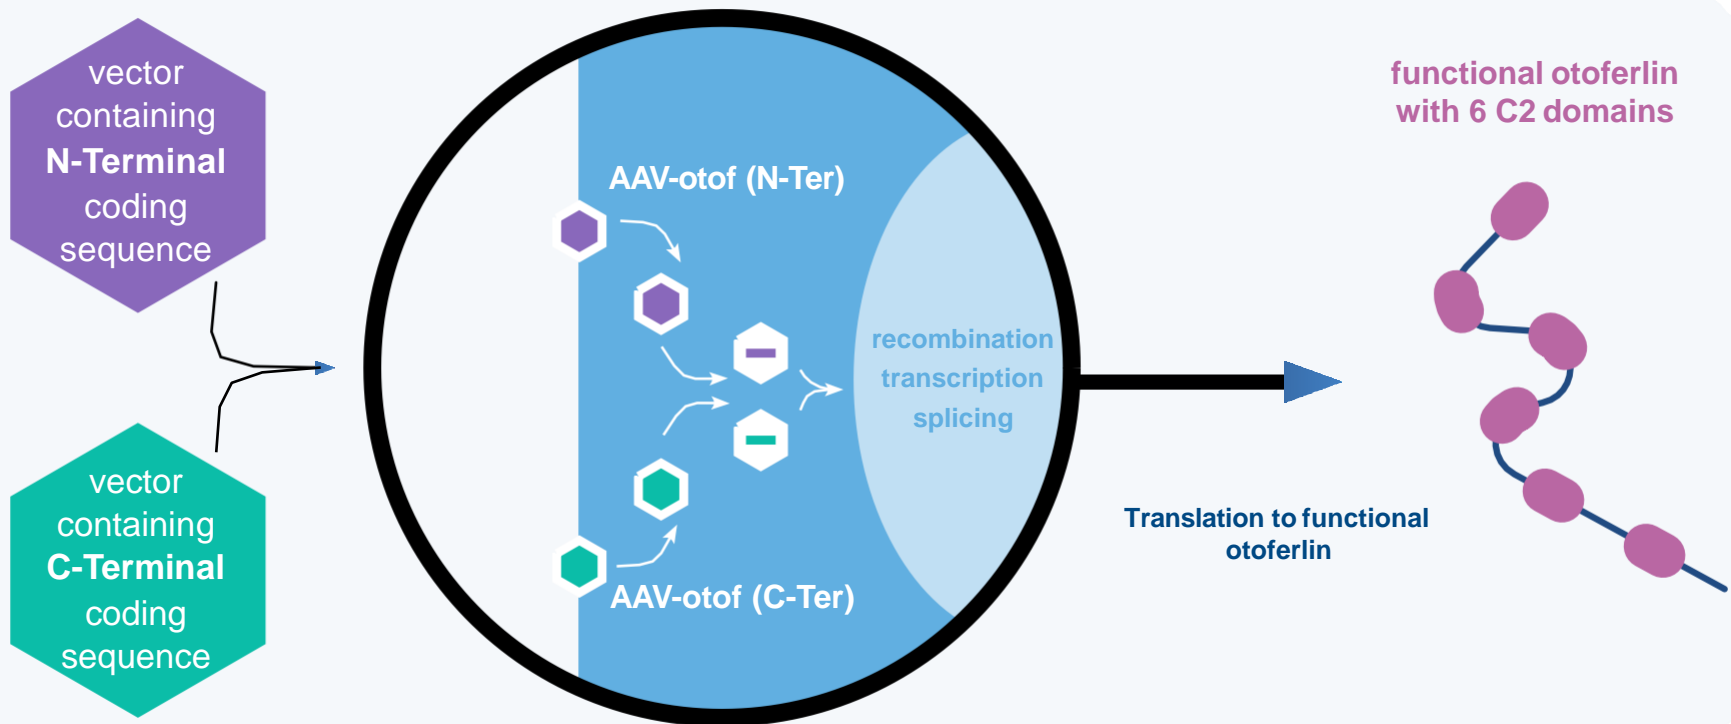 vector
containing
N-Terminal
coding
sequence
vector
containing
C-Terminal
coding
sequence
AAV-otof (N-Ter)
AAV-otof (C-Ter)
recombination
transcription
splicing
Translation to functional
otoferlin
functional otoferlin
with 6 C2 domains